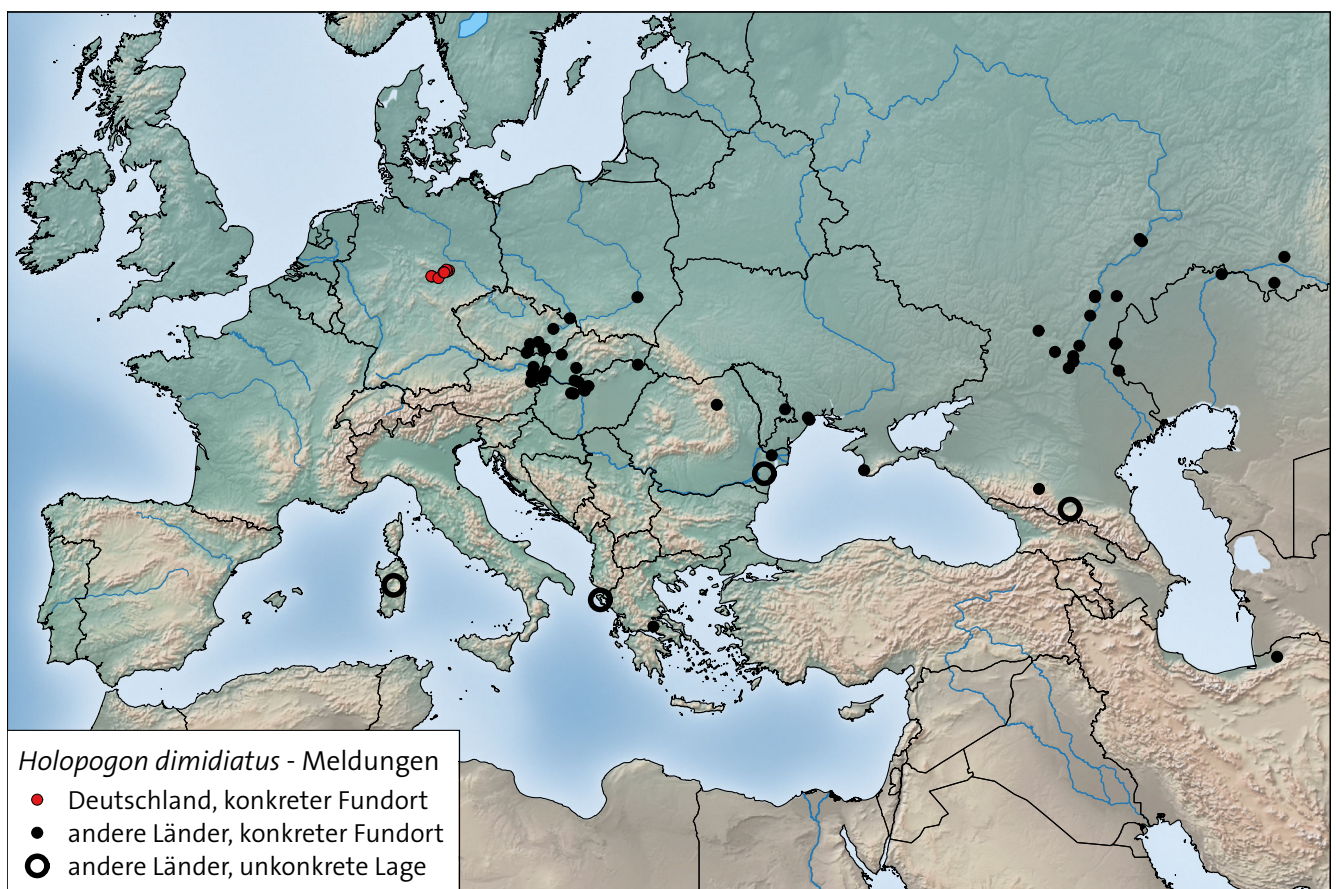 Holopogon dimidiatus - Meldungen
Deutschland, konkreter Fundort
andere Länder, konkreter Fundort
andere Länder, unkonkrete Lage